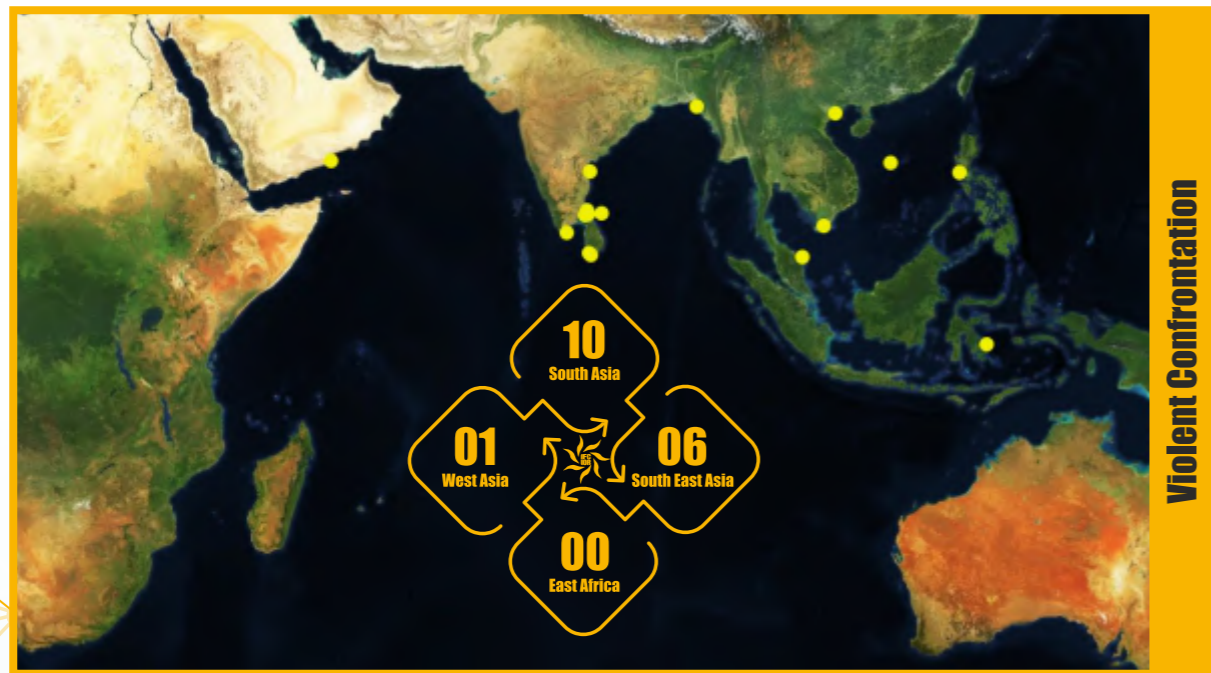 10
South Asia
01
West Asia
06
South East Asia
00
East Africa
Violent Confrontation